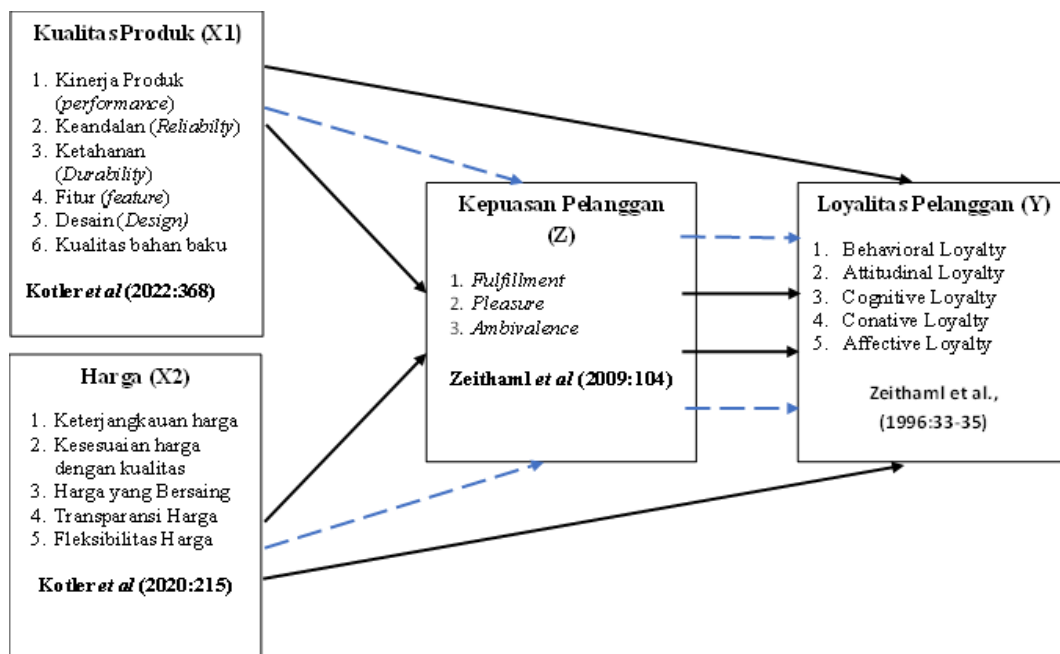 Kualitas Produk (X1)
1. Kinerja Produk
(performance)
2. Keandalan (Reliabilty)
3. Ketahanan
(Durability)
4. Fitur (feature)
5. Desain (Design)
6. Kualitas bahan baku
Kotler et al (2022:368)
Harga (X2)
1. Keterjangkauan harga
2. Kesesuaian harga
dengan kualitas
3. Harga yang Bersaing
4. Transparansi Harga
5. Fleksibilitas Harga
Kotler et al (2020:215)
Kepuasan Pelanggan
(Z)
1. Fulfillment
2. Pleasure
3. Ambivalence
Zeithaml et al (2009:104)
Loyalitas Pelanggan (Y)
1. Behavioral Loyalty
2. Attitudinal Loyalty
3. Cognitive Loyalty
4. Conative Loyalty
5. Affective Loyalty
Zeithaml et al.,
(1996:33-35)